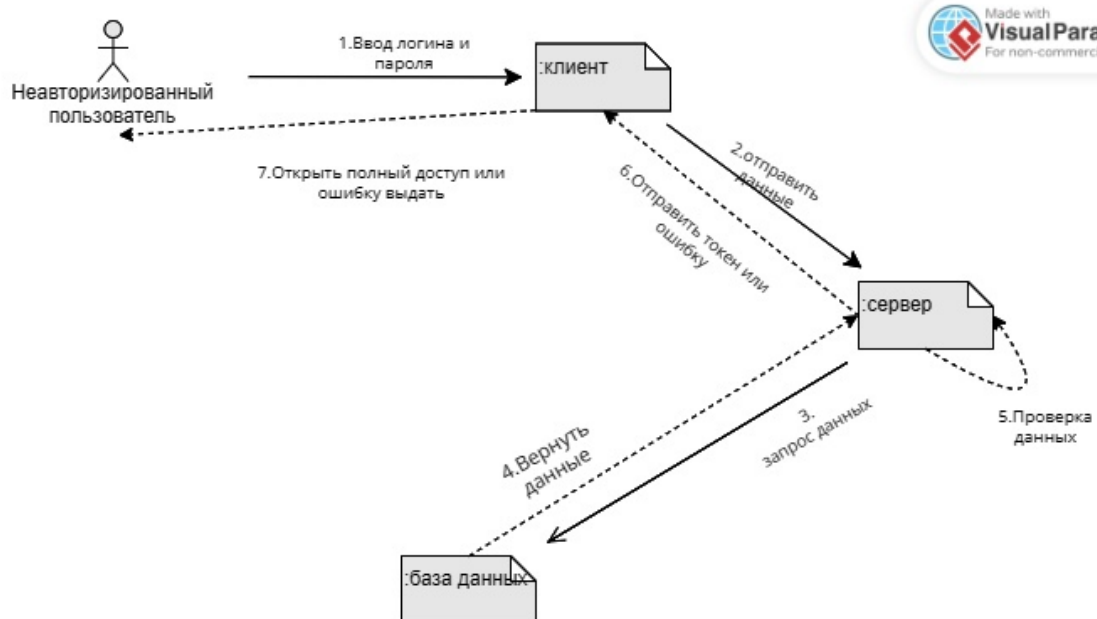 Made with
Visual Para
For non-commerc
1.Ввод логина и
пароля
:клиент
Неавторизированный
пользователь
7.Открыть полный доступ или
ошибку выдать
2.отправить
данные
6.Отправить токен или
ошибку
:сервер
3.
запрос данных
5.Проверка
данных
4.Вернуть
данные
:база данных